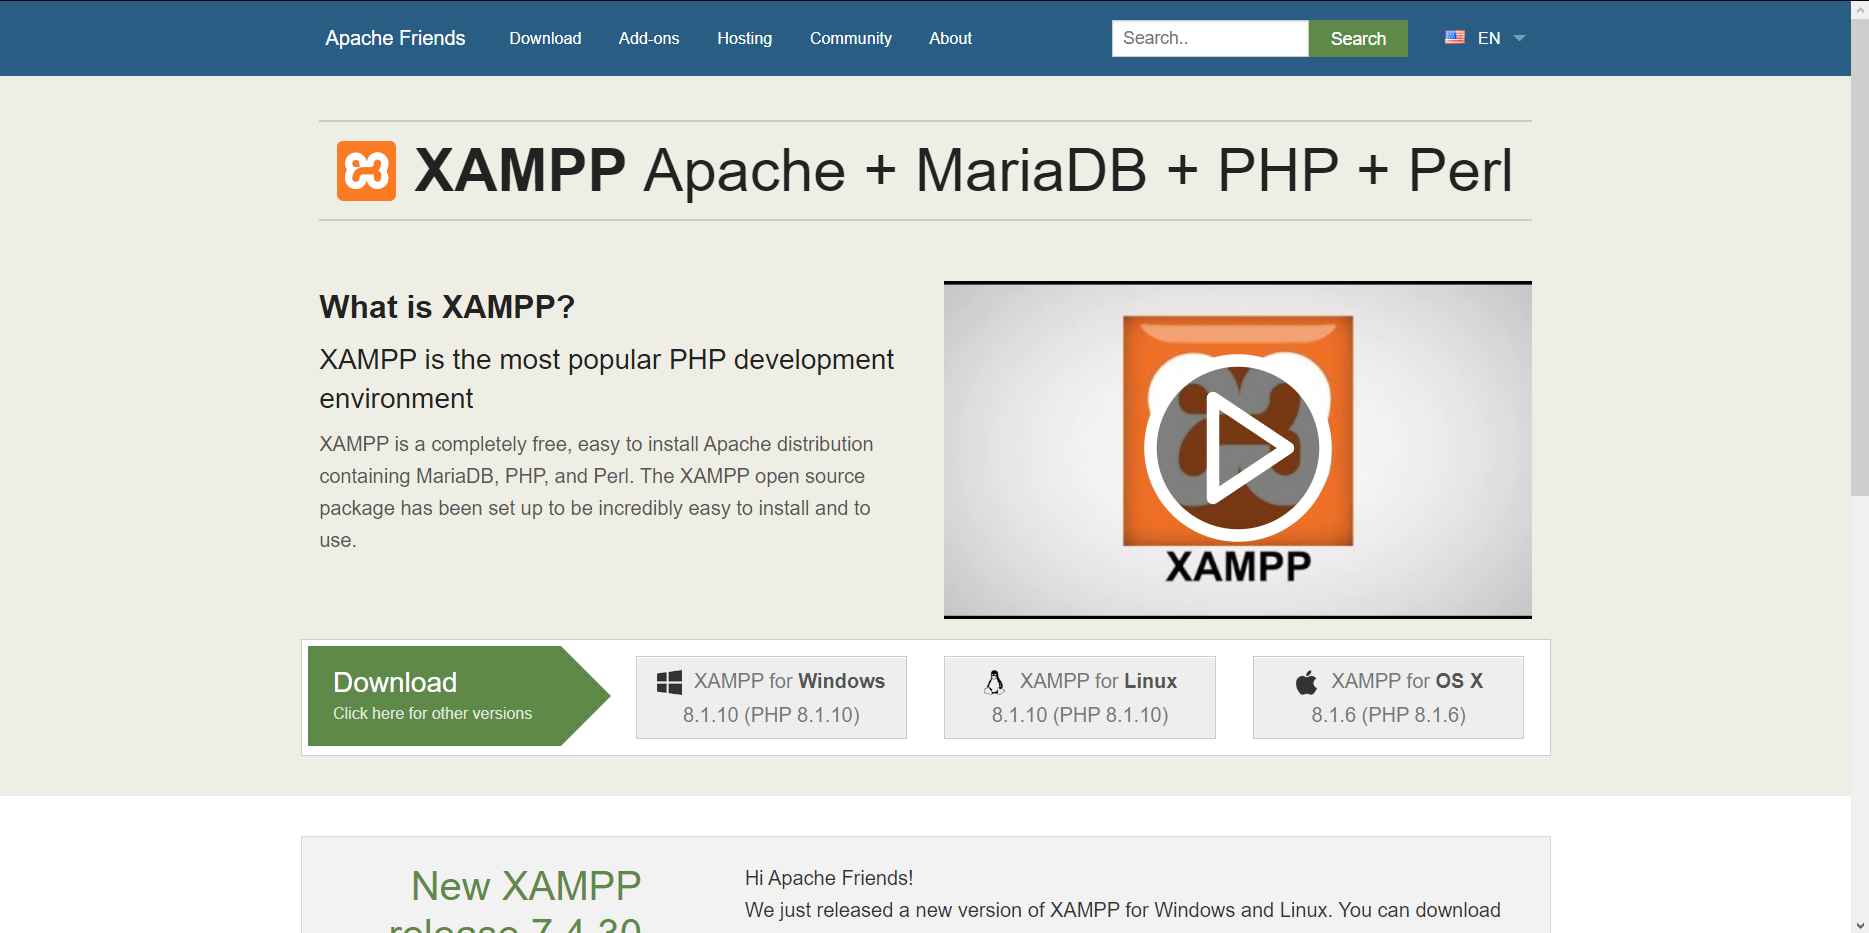 Apache Friends Download Add-ons Hosting Community About Search.. Search EN
XAMPP Apache + MariaDB + PHP + Perl
What is XAMPP?
XAMPP is the most popular PHP development
environment
XAMPP is a completely free, easy to install Apache distribution
containing MariaDB, PHP, and Perl. The XAMPP open source
package has been set up to be incredibly easy to install and to
use.
XAMPP
Download
Click here for other versions
XAMPP for Windows
8.1.10 (PHP 8.1.10)
XAMPP for Linux
8.1.10 (PHP 8.1.10)
XAMPP for OS X
8.1.6 (PHP 8.1.6)
New XAMPP
release 7.4.30
Hi Apache Friends!
We just released a new version of XAMPP for Windows and Linux. You can download